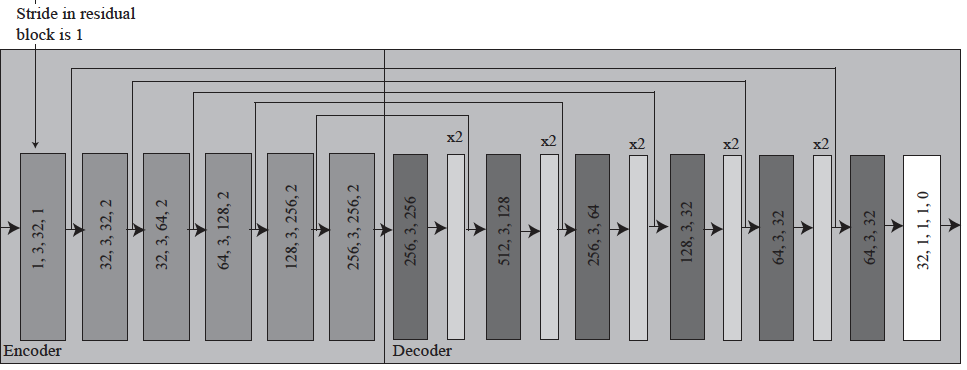 Stride in residual
block is 1
x2
x2
x2
x2
x2
1, 3, 32, 1
32, 3, 32, 2
32, 3, 64, 2
64, 3, 128, 2
128, 3, 256, 2
256, 3, 256, 2
256, 3, 256
512, 3, 128
256, 3, 64
128, 3, 32
64, 3, 32
64, 3, 32
32, 1, 1, 1, 0
Encoder
Decoder